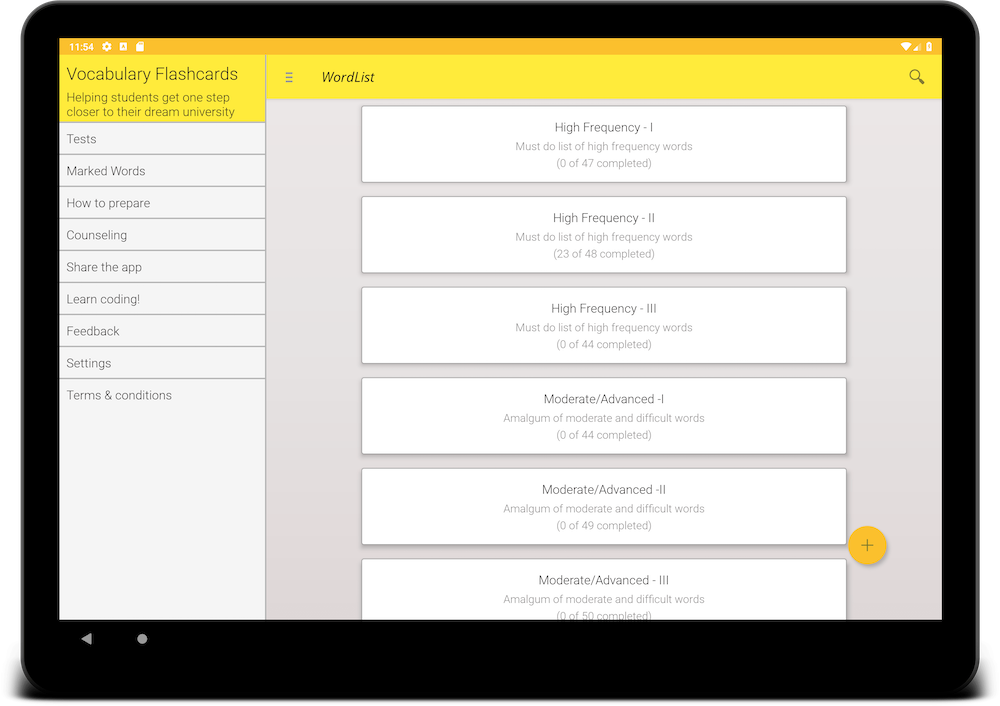 11:54
Vocabulary Flashcards
Helping students get one step
closer to their dream university
Tests
Marked Words
How to prepare
Counseling
Share the app
Learn coding!
Feedback
Settings
Terms & conditions
WordList
High Frequency - I
Must do list of high frequency words
(0 of 47 completed)
High Frequency - II
Must do list of high frequency words
(23 of 48 completed)
High Frequency - III
Must do list of high frequency words
(0 of 44 completed)
Moderate/Advanced -I
Amalgum of moderate and difficult words
(0 of 44 completed)
Moderate/Advanced -II
Amalgum of moderate and difficult words
(0 of 49 completed)
Moderate/Advanced - III
Amalgum of moderate and difficult words
(0 of 50 completed)